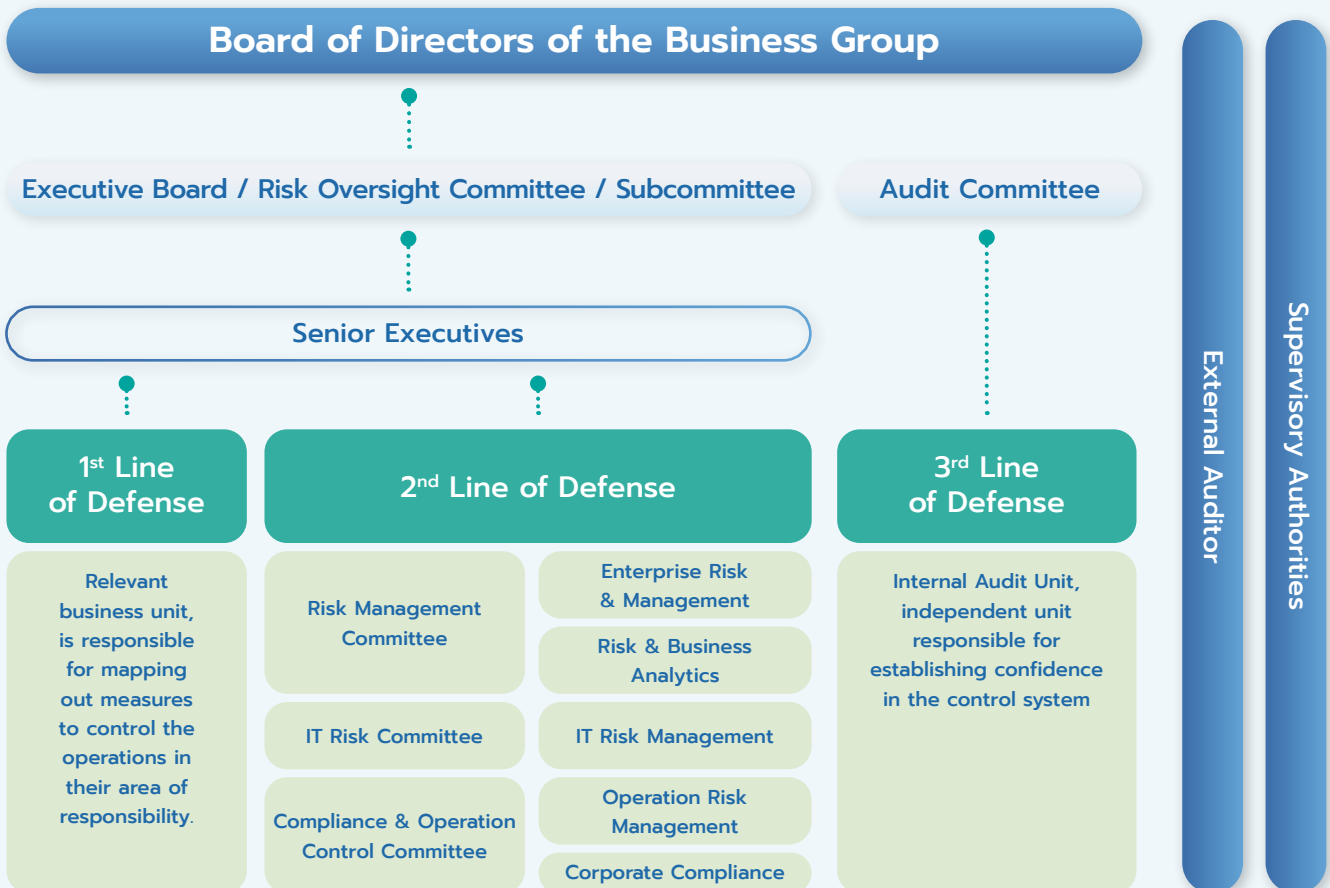 Board of Directors of the Business Group
Executive Board / Risk Oversight Committee / Subcommittee
Audit Committee
Senior Executives
1st Line
of Defense
2nd Line of Defense
3rd Line
of Defense
Relevant
business unit,
is responsible
for mapping
out measures
to control the
operations in
their area of
responsibility.
Risk Management
Committee
IT Risk Committee
Compliance & Operation
Control Committee
Enterprise Risk
& Management
Risk & Business
Analytics
IT Risk Management
Operation Risk
Management
Corporate Compliance
Internal Audit Unit,
independent unit
responsible for
establishing confidence
in the control system
External Auditor
Supervisory Authorities